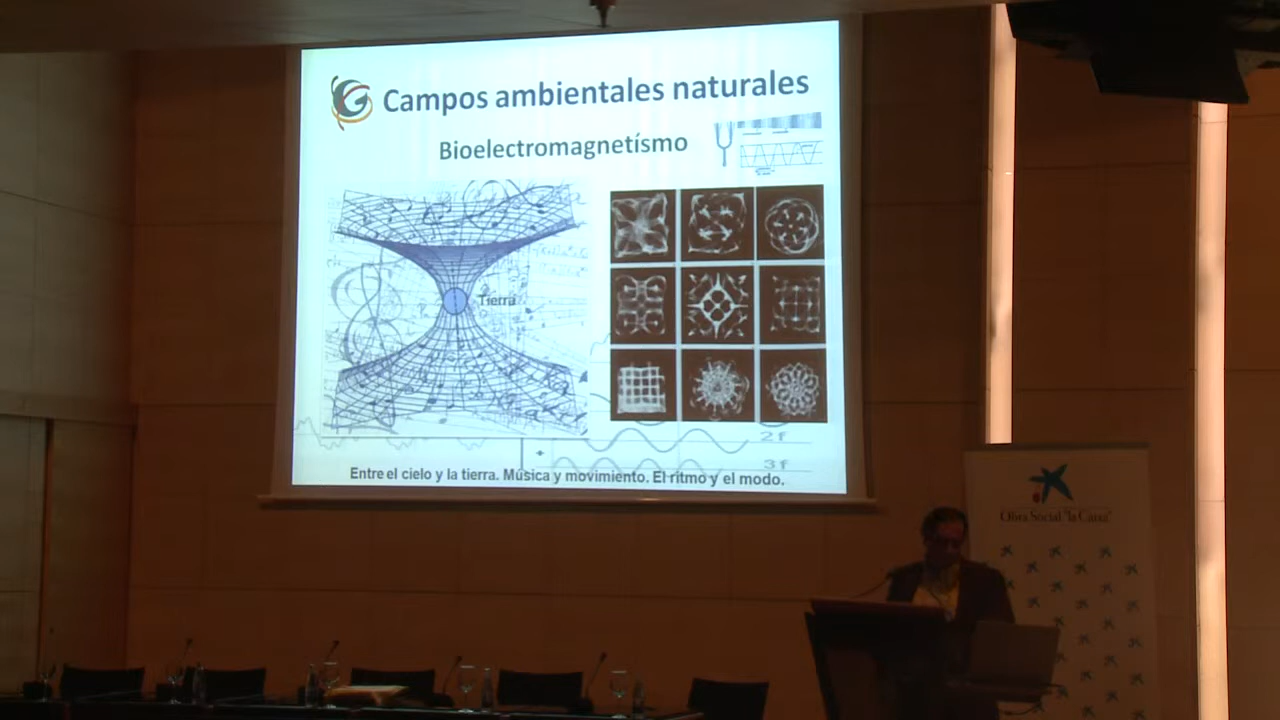 Campos ambientales naturales
Bioelectromagnetísmo
Tierra
2f
3f
Entre el cielo y la tierra. Música y movimiento. El ritmo y el modo.
Obra Social "la Caixa"